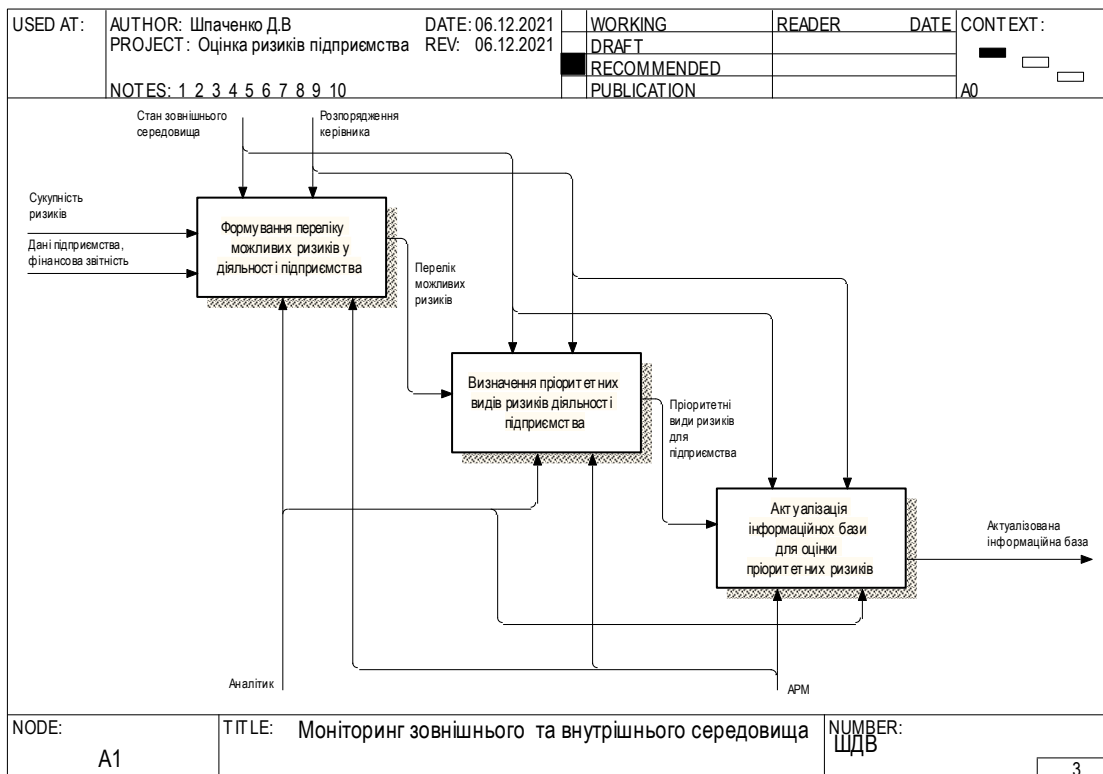 USED AT:
AUTHOR: Шпаченко Д.В
DATE: 06.12.2021
PROJECT: Оцінка ризиків підприємства
REV: 06.12.2021
NOTES: 1 2 3 4 5 6 7 8 9 10
WORKING
DRAFT
RECOMMENDED
PUBLICATION
READER
DATE
CONTEXT:
A0
Стан зовнішнього
середовища
Розпорядження
керівника
Сукупність
ризиків
Дані підприємства,
фінансова звітність
Формування переліку
можливих ризиків у
діяльності підприємства
Перелік
можливих
ризиків
Визначення пріоритетних
видів ризиків діяльності
підприємства
Пріоритетні
види ризиків
для
підприємства
Актуалізація
інформаційнох бази
для оцінки
пріоритетних ризиків
Актуалізована
інформаційна база
Аналітик
АРМ
NODE:
A1
TITLE:
Моніторинг зовнішнього та внутрішнього середовища
NUMBER:
ШДВ
3